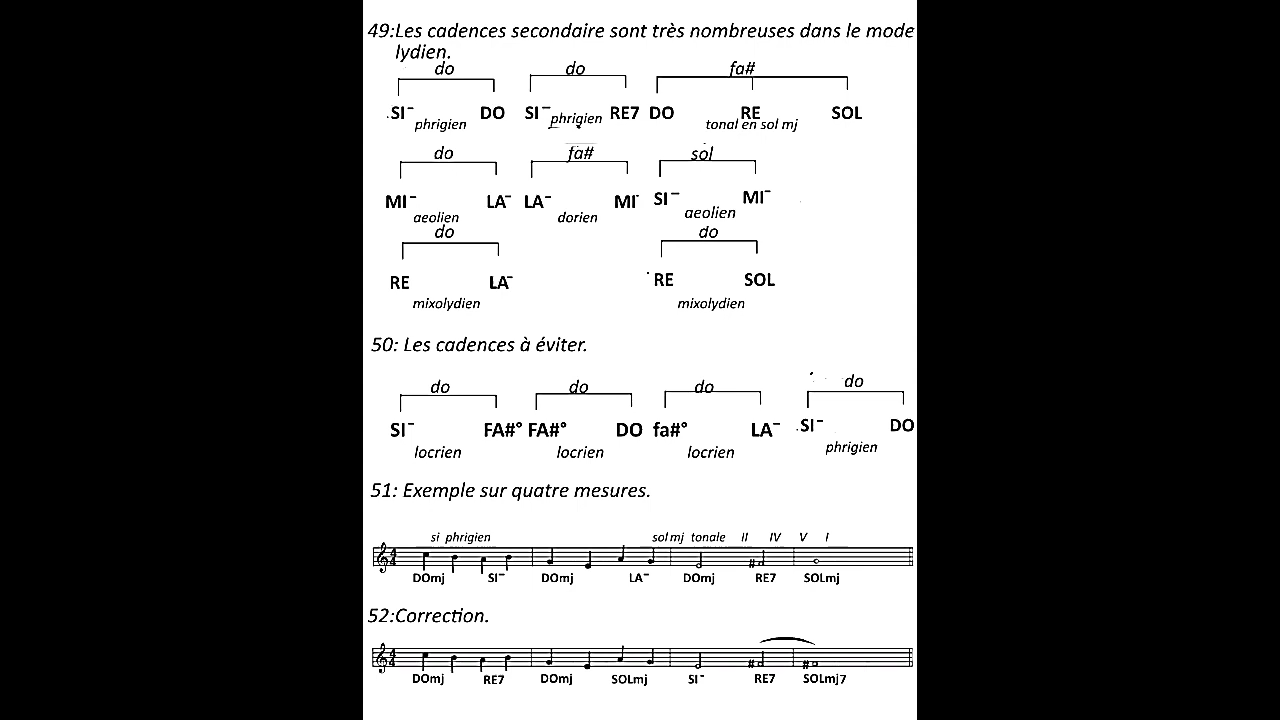 49:Les cadences secondaire sont très nombreuses dans le mode
lydien.
do do fa#
SI– DO SI– RE7 DO RE SOL
phrigien phrigien tonal en sol mj
do fa# sol
MI– LA– LA– MI- SI– MI–
aeolien dorien aeolien
do do
RE LA– RE SOL
mixolydien mixolydien
50: Les cadences à éviter.
do do do do
SI– FA#° FA#° DO fa#° LA– SI– DO
locrien locrien locrien phrigien
51: Exemple sur quatre mesures.
si phrigien sol mj tonale II IV V I
4
4
DOmj SI– DOmj LA– DOmj RE7 SOLmj
52:Correction.
4
4
DOmj RE7 DOmj SOLmj SI– RE7 SOLmj7